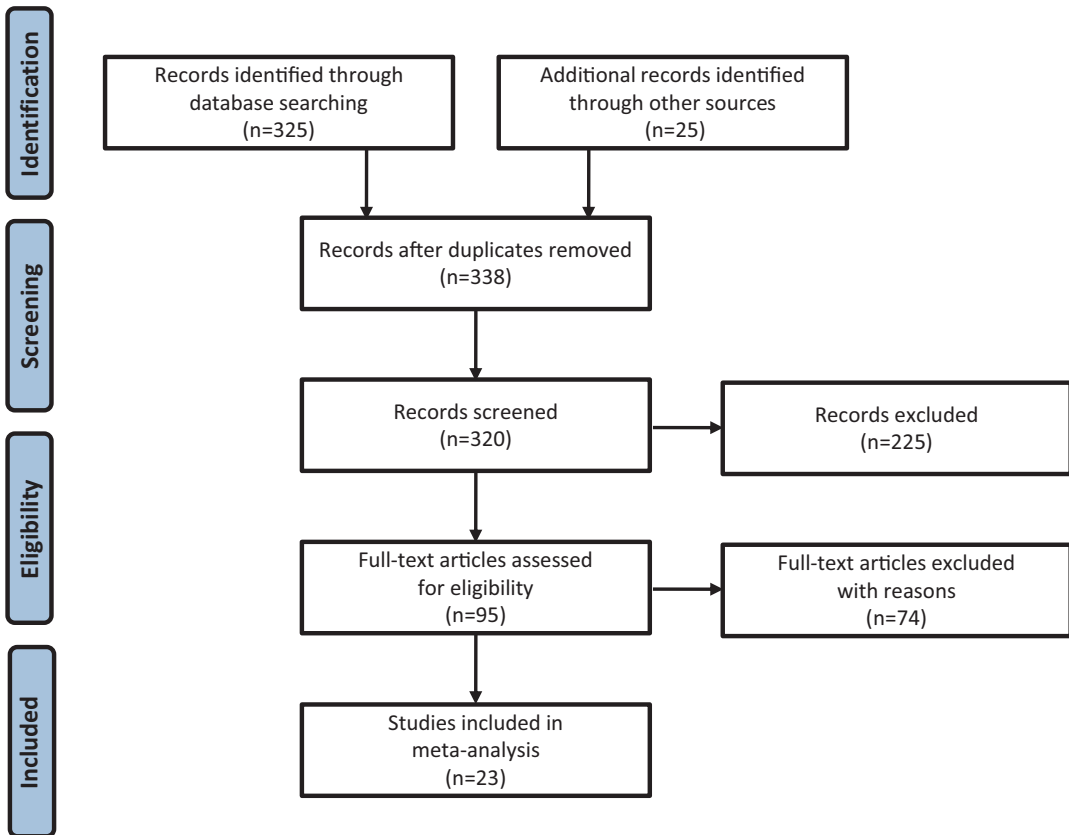 Identification
Records identified through
database searching
(n=325)
Additional records identified
through other sources
(n=25)
Screening
Records after duplicates removed
(n=338)
Records screened
(n=320)
Records excluded
(n=225)
Eligibility
Full-text articles assessed
for eligibility
(n=95)
Full-text articles excluded
with reasons
(n=74)
Included
Studies included in
meta-analysis
(n=23)